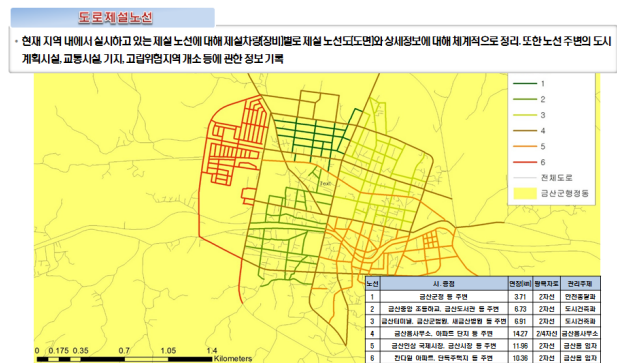 도로제설노선
· 현재 지역 내에서 실시하고 있는 제설 노선에 대해 제설차량(장비)별로 제설 노선도(도면)와 상세정보에 대해 체계적으로 정리. 또한 노선 주변의 도시
계획시설, 교통시설, 기지, 고립위험지역 개소 등에 관한 정보 기록
1
2
3
4
5
6
전체도로
금산군행정동
노선 시. 종점 연장(㎞) 왕복차로 관리주체
1 금산군청 등 주변 3.71 2차선 안전총괄과
2 금산중앙 초등학교, 금산도서관 등 주변 6.73 2차선 도시건축과
3 금산터미널, 금산군법원, 새금산병원 등 주변 6.91 2차선 도시건축과
4 금산봉사무소, 아파트 단지 등 주변 14.27 2/4차선 금산봉사무소
5 금산인삼 국제시장, 금산시장 등 주변 11.96 2차선 금산읍 업자
6 칸다일 아파트, 단독주택지 등 주변 10.36 2차선 금산읍 업자
0 0.175 0.35 0.7 1.05 1.4
Kilometers